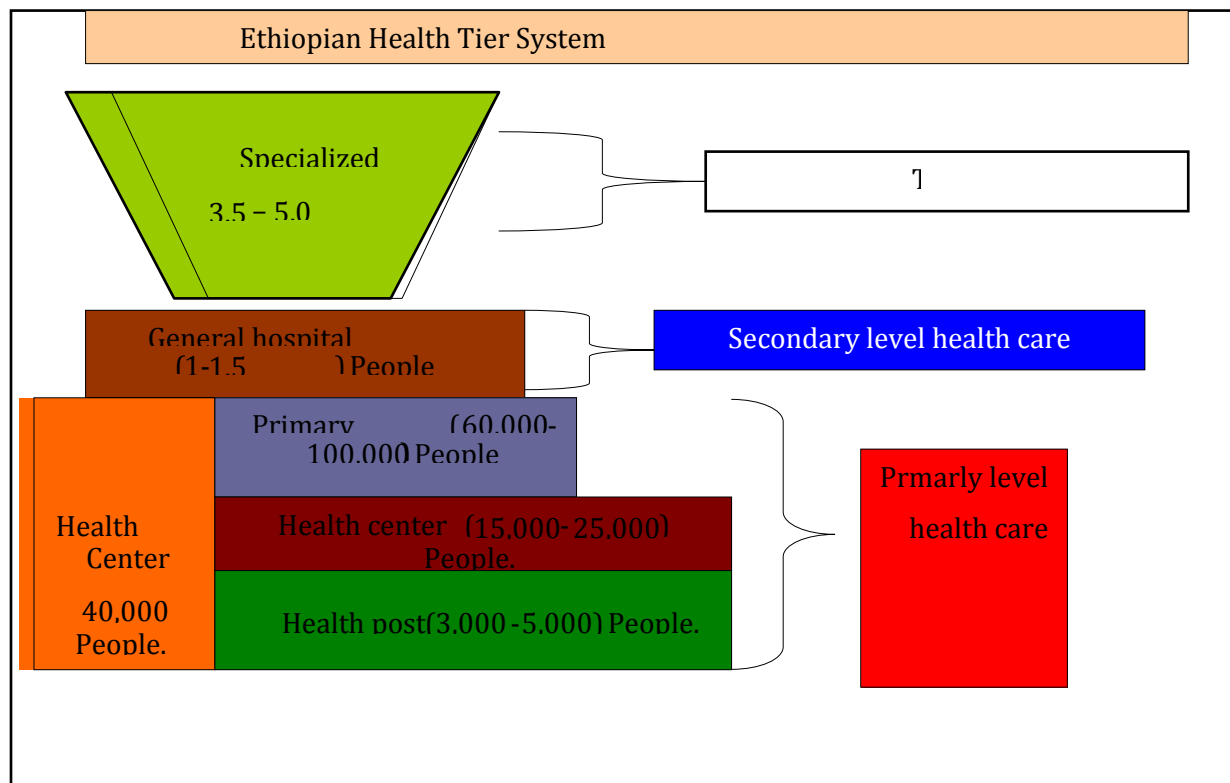 Ethiopian Health Tier System
Specialized
3.5 – 5.0
T
General hospital
(1-1.5 ) People
Secondary level health care
Primary (60,000-
100,000) People
Prmarly level
health care
Health
Center
40,000
People.
Health center (15,000- 25,000)
People.
Health post(3,000 -5,000) People.